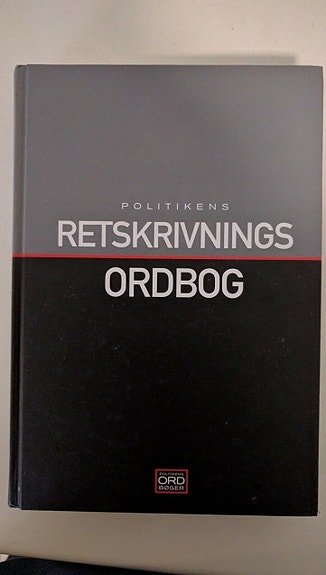 POLITIKENS
RETSKRIVNINGS
ORDBOG
POLITIKENS
ORD
BØGER